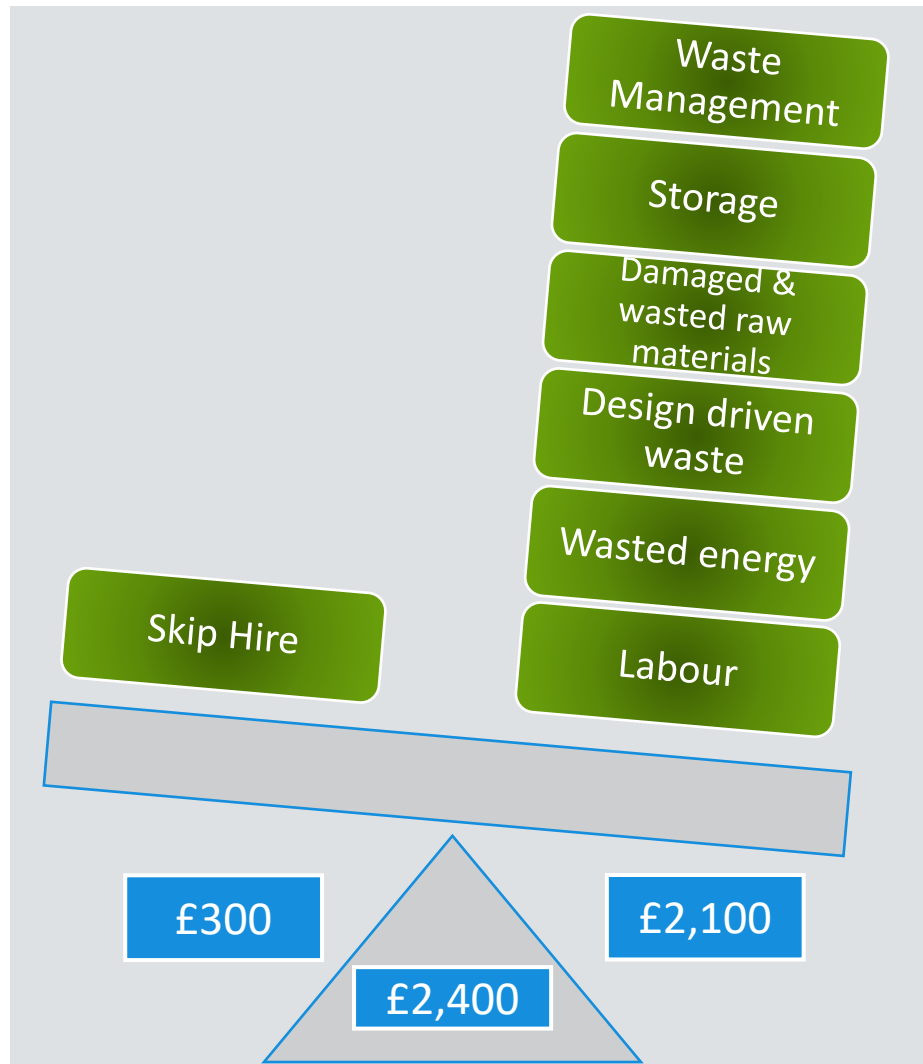 Waste
Management
Storage
Damaged &
wasted raw
materials
Design driven
waste
Wasted energy
Skip Hire
Labour
£300
£2,100
£2,400